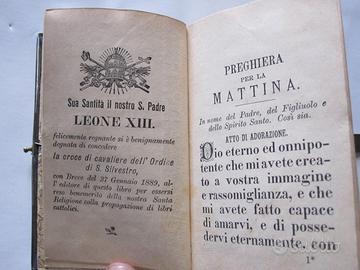 Sua Santità il nostro S. Padre
LEONE XIII.
felicemente regnante si è benignamente
degnata di concedere
la croce di cavaliere dell'Ordine
di S. Silvestro,
con Breve del 27 Gennaio 1889, al-
l'editore di questo libro per essersi
reso benemerito della nostra Santa
Religione colla propagazione di libri
cattolici.
PREGHIERA
PER LA
MATTINA.
In nome del Padre, del Figliuolo e
dello Spirito Santo. Così sia.
ATTO DI ADORAZIONE.
Dio eterno ed onnipo-
tente che mi avete crea-
to a vostra immagine
e rassomiglianza, e che
mi avete fatto capace
di amarvi, e di posse-
dervi eternamente, con
1*
subito